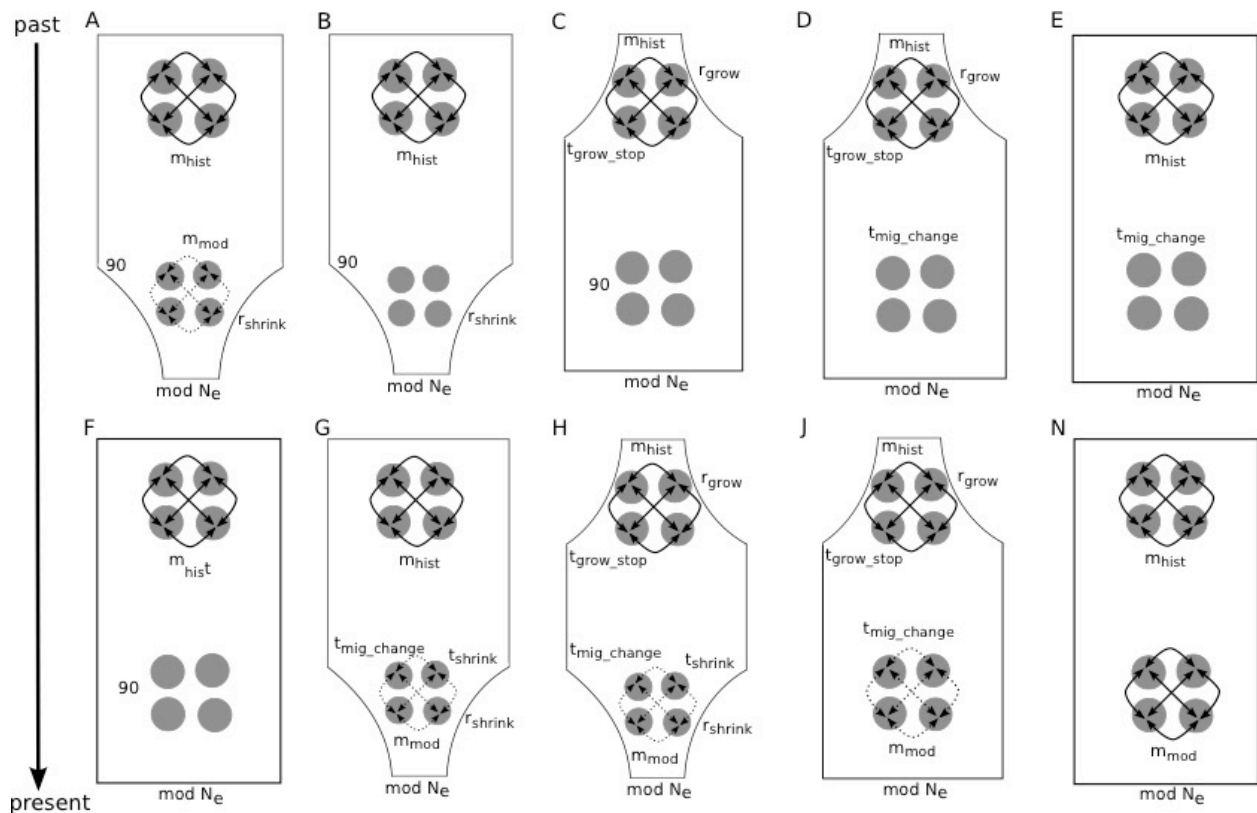 past
A
B
C
D
E
m_hist
m_hist
m_hist
r_grow
t_grow_stop
m_hist
r_grow
t_grow_stop
m_hist
90
m_mod
r_shrink
mod N_e
90
r_shrink
mod N_e
90
mod N_e
t_mig_change
mod N_e
t_mig_change
mod N_e
F
G
H
J
N
m_hist
m_hist
m_hist
r_grow
t_grow_stop
m_hist
r_grow
t_grow_stop
m_hist
90
mod N_e
t_mig_change
t_shrink
r_shrink
m_mod
mod N_e
t_mig_change
t_shrink
r_shrink
m_mod
mod N_e
t_mig_change
m_mod
mod N_e
m_mod
mod N_e
present